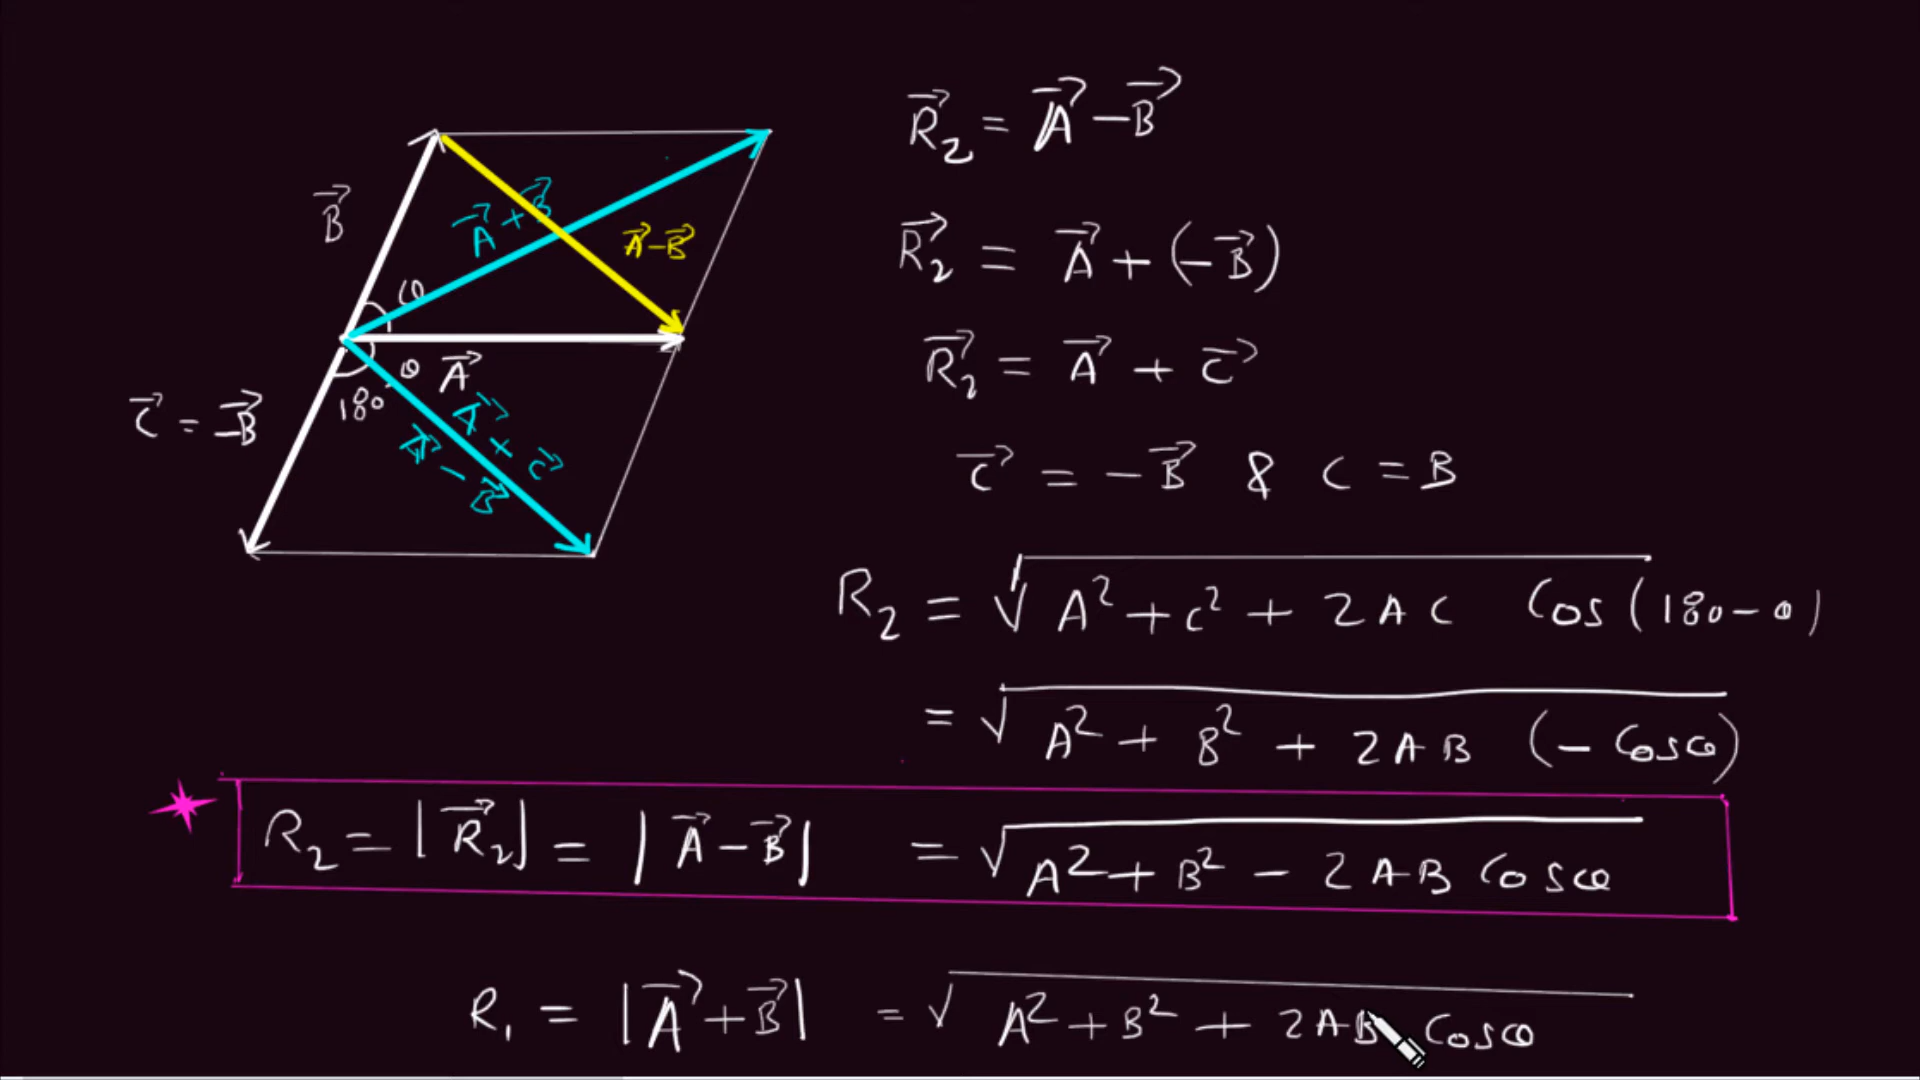 R⃗₂ = A⃗ − B⃗
B⃗
A⃗ + B⃗
A⃗ − B⃗
R⃗₂ = A⃗ + (−B⃗)
θ
A⃗
180 − θ
R⃗₂ = A⃗ + C⃗
C⃗ = −B⃗
A⃗ + C⃗
A⃗ − B⃗
C⃗ = −B⃗ & C = B
R₂ = √(A² + C² + 2AC Cos(180−θ)
= √(A² + B² + 2AB (−Cosθ)
R₂ = |R⃗₂| = |A⃗ − B⃗| = √(A² + B² − 2AB Cosθ)
R₁ = |A⃗ + B⃗| = √(A² + B² + 2AB Cosθ)